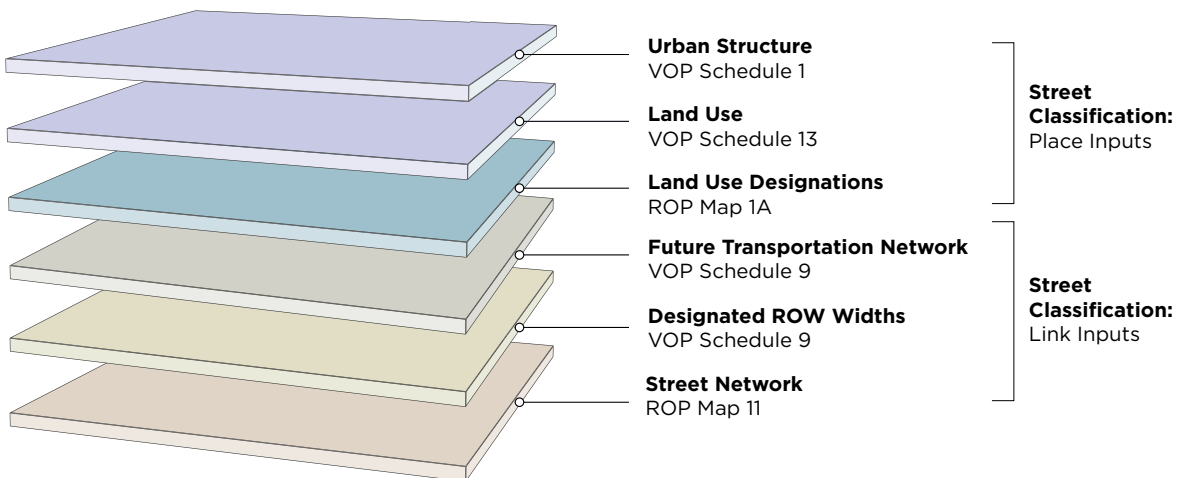 Urban Structure
VOP Schedule 1
Land Use
VOP Schedule 13
Land Use Designations
ROP Map 1A
Street
Classification:
Place Inputs
Future Transportation Network
VOP Schedule 9
Designated ROW Widths
VOP Schedule 9
Street Network
ROP Map 11
Street
Classification:
Link Inputs